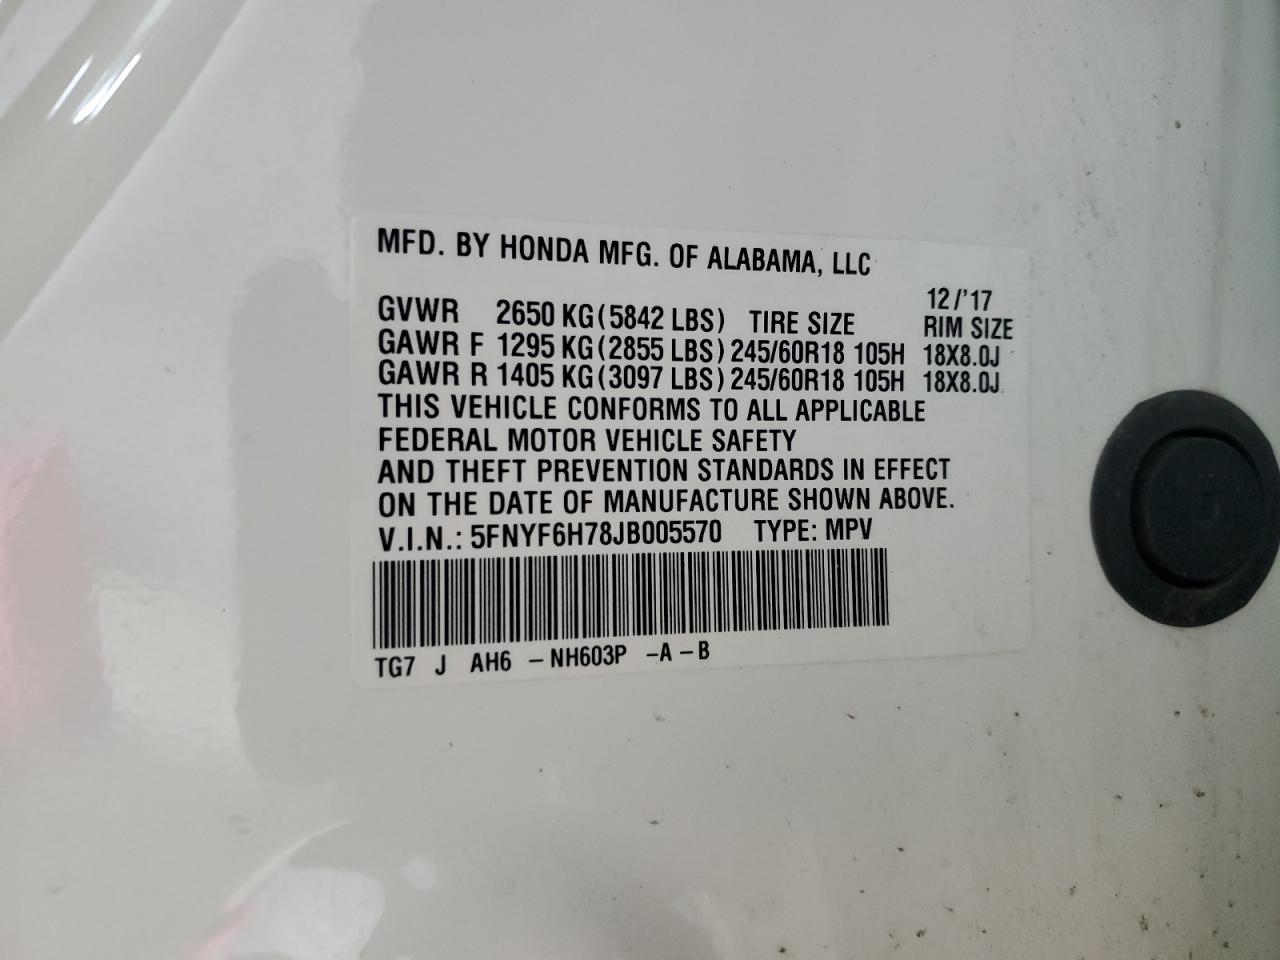 MFD. BY HONDA MFG. OF ALABAMA, LLC
12/'17
GVWR 2650 KG(5842 LBS) TIRE SIZE RIM SIZE
GAWR F 1295 KG(2855 LBS) 245/60R18 105H 18X8.0J
GAWR R 1405 KG(3097 LBS) 245/60R18 105H 18X8.0J
THIS VEHICLE CONFORMS TO ALL APPLICABLE
FEDERAL MOTOR VEHICLE SAFETY
AND THEFT PREVENTION STANDARDS IN EFFECT
ON THE DATE OF MANUFACTURE SHOWN ABOVE.
V.I.N.: 5FNYF6H78JB005570 TYPE: MPV
TG7 J AH6 -NH603P -A-B